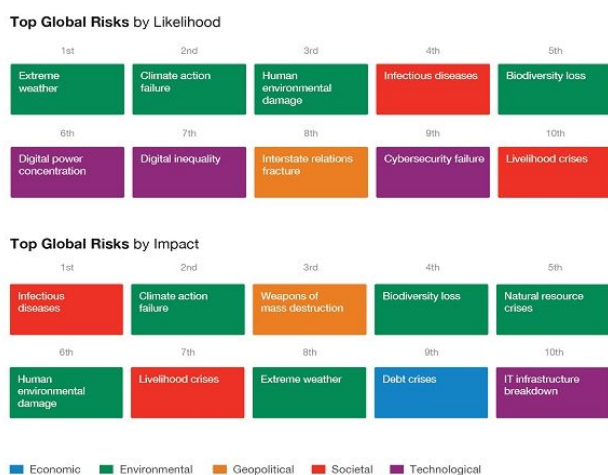 Top Global Risks by Likelihood
1st 2nd 3rd 4th 5th
Extreme
weather
Climate action
failure
Human
environmental
damage
Infectious diseases
Biodiversity loss
6th 7th 8th 9th 10th
Digital power
concentration
Digital inequality
Interstate relations
fracture
Cybersecurity failure
Livelihood crises
Top Global Risks by Impact
1st 2nd 3rd 4th 5th
Infectious
diseases
Climate action
failure
Weapons of
mass destruction
Biodiversity loss
Natural resource
crises
6th 7th 8th 9th 10th
Human
environmental
damage
Livelihood crises
Extreme weather
Debt crises
IT infrastructure
breakdown
Economic Environmental Geopolitical Societal Technological